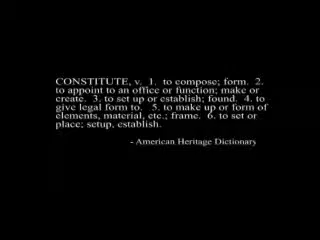 CONSTITUTE, v. 1. to compose; form. 2.
to appoint to an office or function; make or
create. 3. to set up or establish; found. 4. to
give legal form to. 5. to make up or form of
elements, material, etc.; frame. 6. to set or
place; setup, establish.
- American Heritage Dictionary